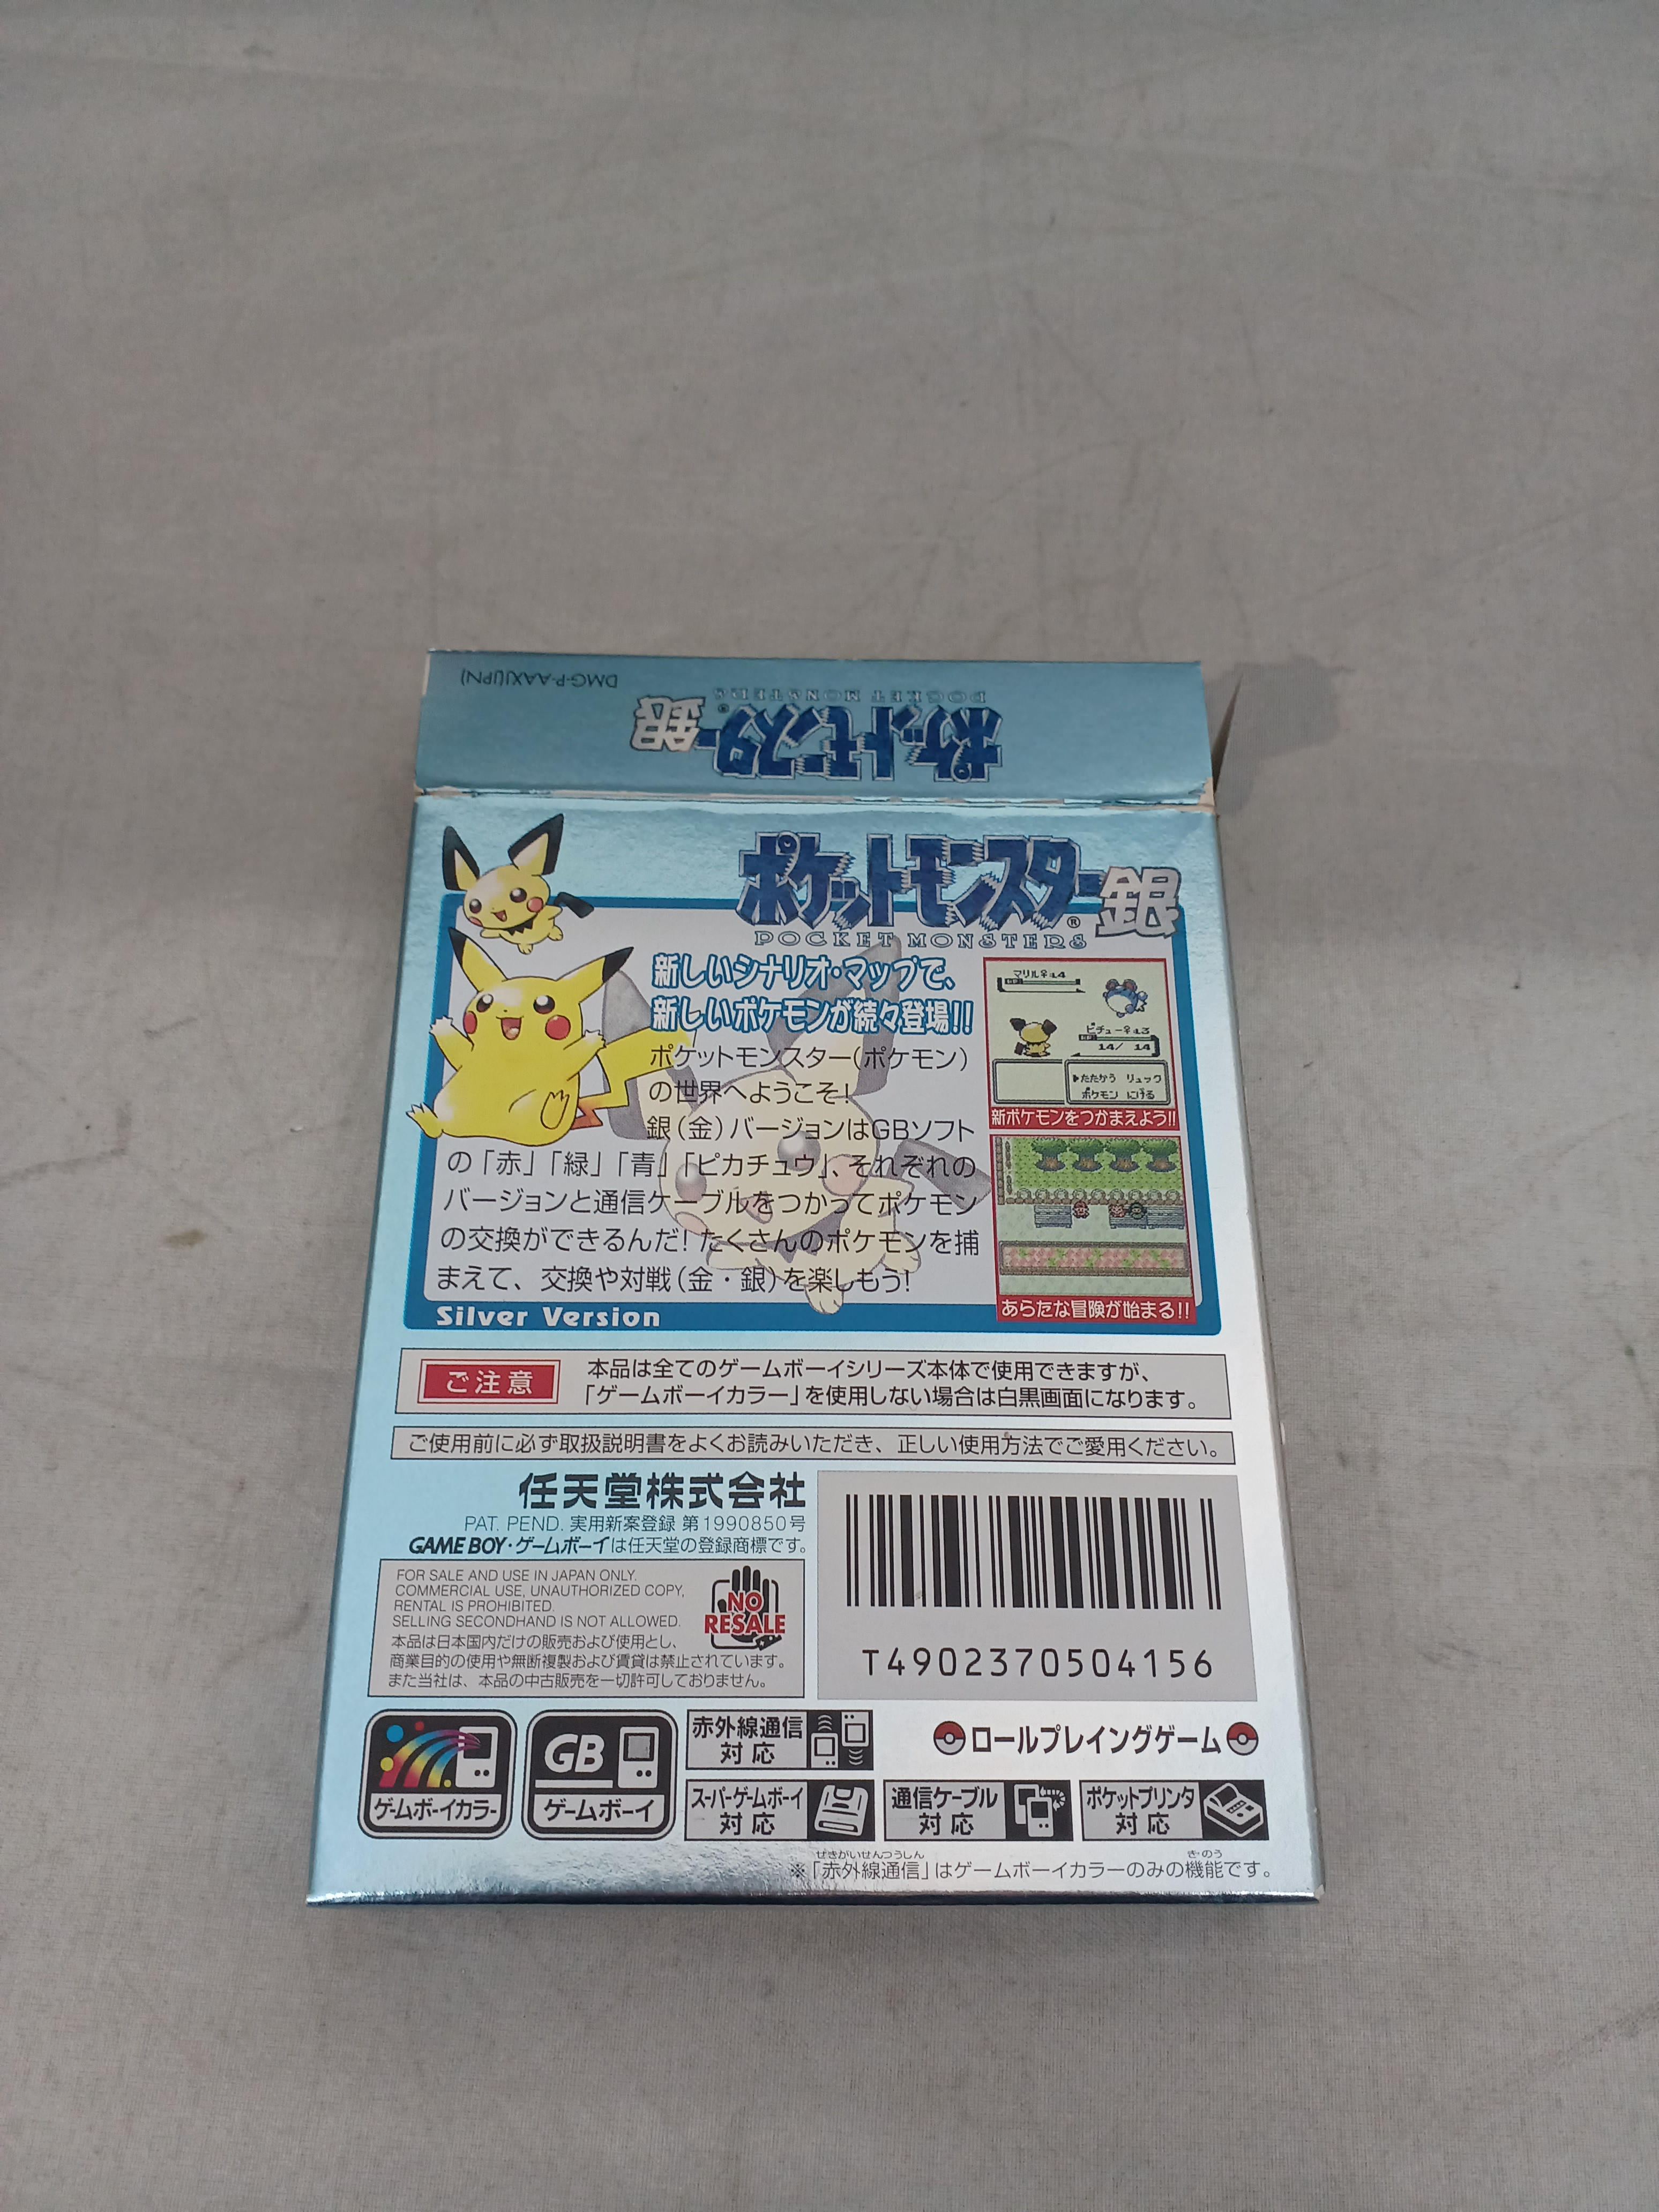 DMG-P-AAXJ(JPN)
ポケットモンスター銀
POCKET MONSTERS
ポケットモンスター®銀
POCKET MONSTERS
新しいシナリオ・マップで、
新しいポケモンが続々登場!!
ポケットモンスター(ポケモン)
の世界へようこそ!
銀(金)バージョンはGBソフト
の「赤」「緑」「青」「ピカチュウ」、それぞれの
バージョンと通信ケーブルをつかってポケモン
の交換ができるんだ!たくさんのポケモンを捕
まえて、交換や対戦(金・銀)を楽しもう!
Silver Version
マリル♀:L4
HP:
ピチュー♀:L3
HP:
14/ 14
▶たたかう リュック
ポケモン にげる
新ポケモンをつかまえよう!!
あらたな冒険が始まる!!
ご注意
本品は全てのゲームボーイシリーズ本体で使用できますが、
「ゲームボーイカラー」を使用しない場合は白黒画面になります。
ご使用前に必ず取扱説明書をよくお読みいただき、正しい使用方法でご愛用ください。
任天堂株式会社
PAT. PEND. 実用新案登録 第1990850号
GAME BOY・ゲームボーイは任天堂の登録商標です。
FOR SALE AND USE IN JAPAN ONLY.
COMMERCIAL USE, UNAUTHORIZED COPY,
RENTAL IS PROHIBITED.
SELLING SECONDHAND IS NOT ALLOWED.
本品は日本国内だけの販売および使用とし、
商業目的の使用や無断複製および賃貸は禁止されています。
また当社は、本品の中古販売を一切許可しておりません。
NO
RESALE
T4902370504156
ゲームボーイカラー
GB
ゲームボーイ
赤外線通信
対応
ロールプレイングゲーム
スーパーゲームボーイ
対応
通信ケーブル
対応
ポケットプリンタ
対応
せきがいせんつうしん
きのう
※「赤外線通信」はゲームボーイカラーのみの機能です。